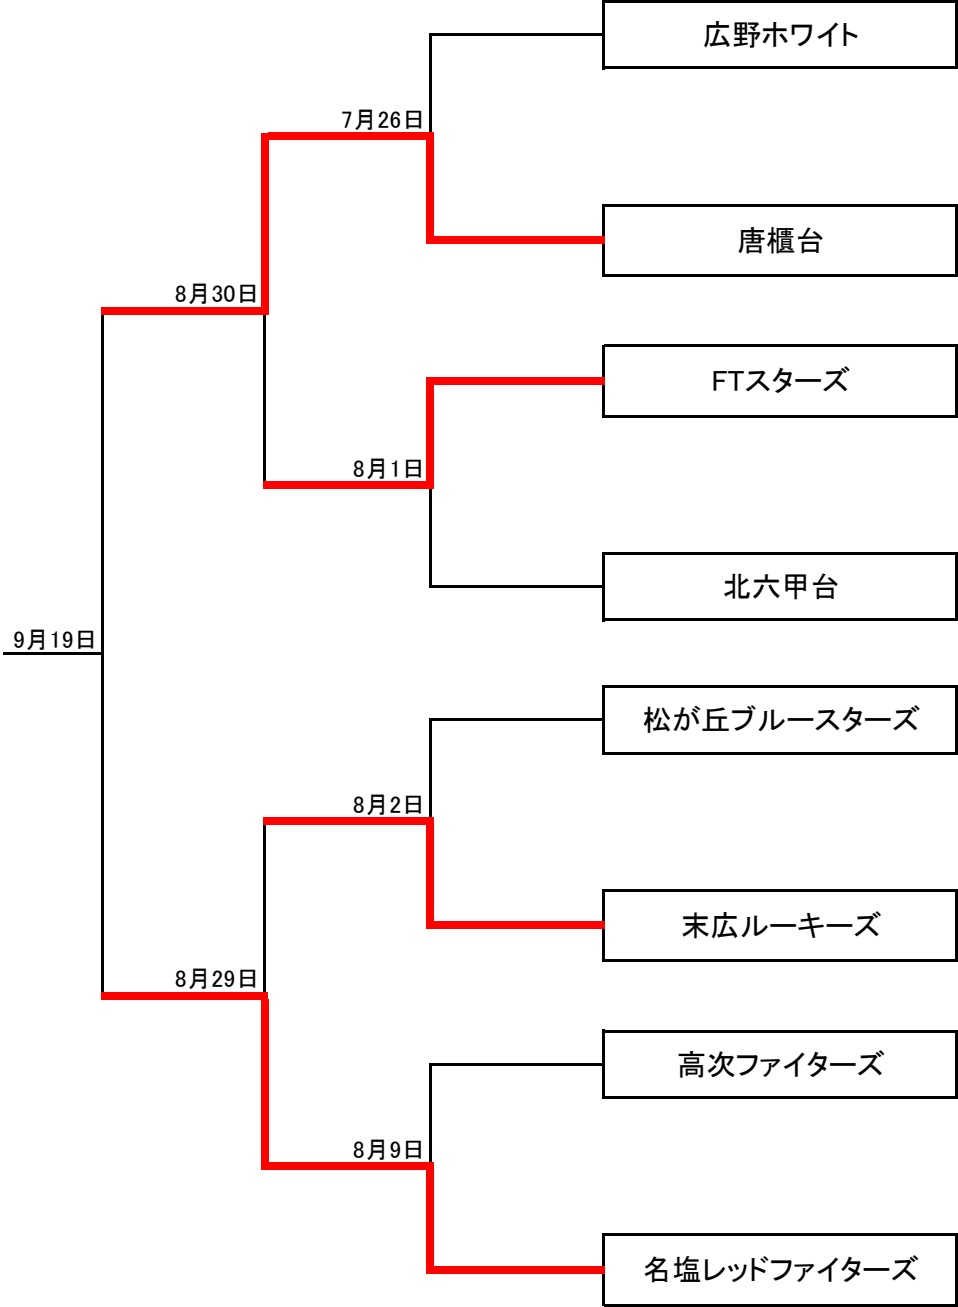 広野ホワイト
7月26日
唐櫃台
8月30日
FTスターズ
8月1日
北六甲台
9月19日
松が丘ブルースターズ
8月2日
末広ルーキーズ
8月29日
高次ファイターズ
8月9日
名塩レッドファイターズ